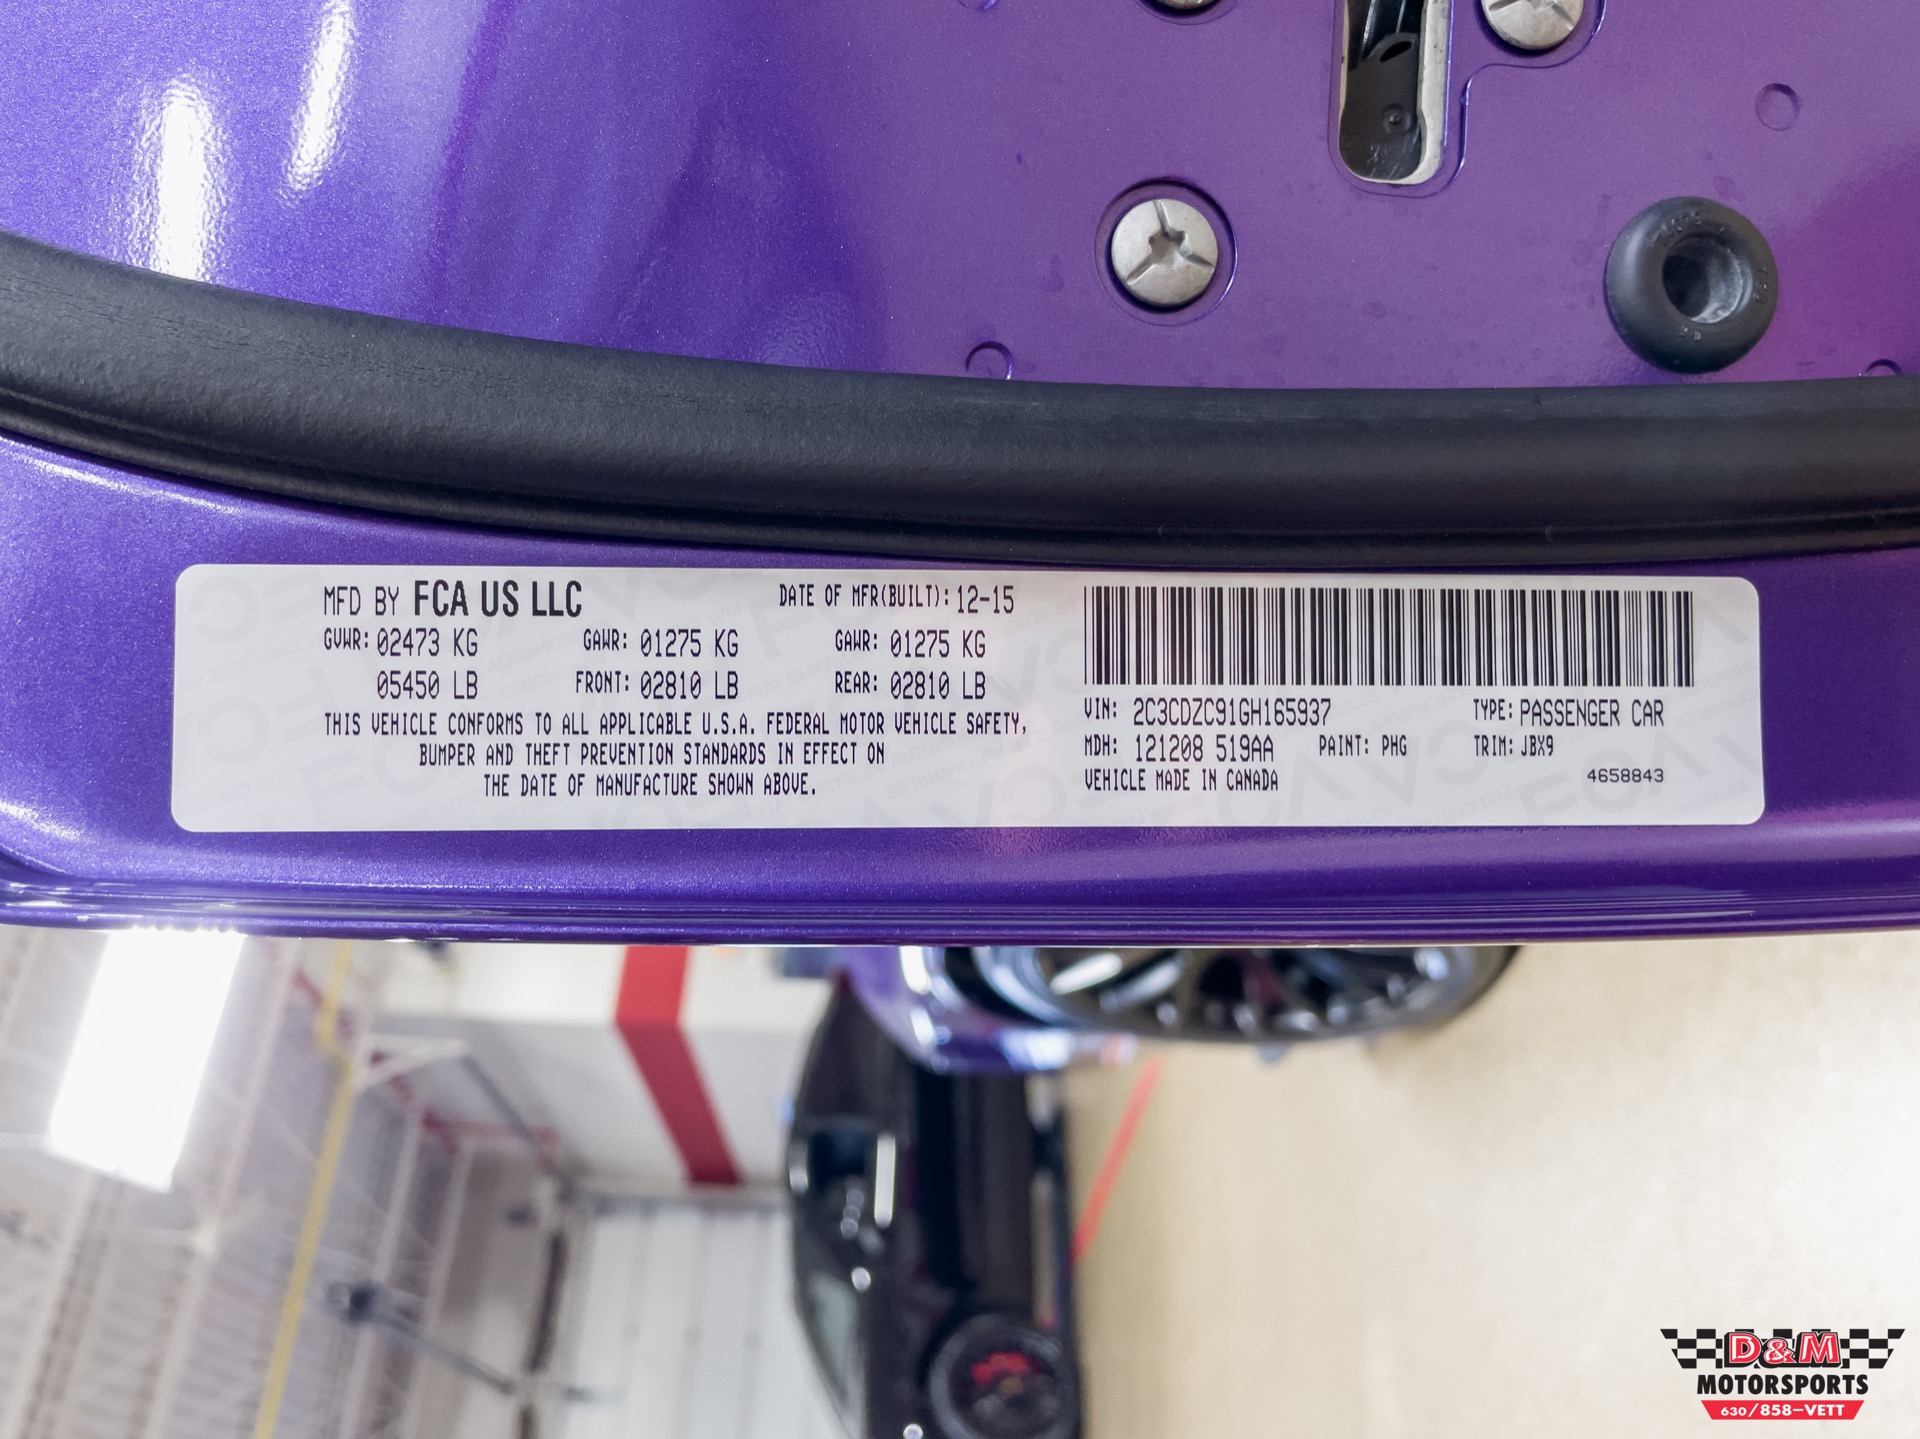 MFD BY FCA US LLC DATE OF MFR(BUILT): 12-15
GVWR: 02473 KG GAWR: 01275 KG GAWR: 01275 KG
05450 LB FRONT: 02810 LB REAR: 02810 LB
THIS VEHICLE CONFORMS TO ALL APPLICABLE U.S.A. FEDERAL MOTOR VEHICLE SAFETY,
BUMPER AND THEFT PREVENTION STANDARDS IN EFFECT ON
THE DATE OF MANUFACTURE SHOWN ABOVE.
VIN: 2C3CDZC91GH165937 TYPE: PASSENGER CAR
MDH: 121208 519AA PAINT: PHG TRIM: JBX9
VEHICLE MADE IN CANADA 4658843
D&M
MOTORSPORTS
630/858-VETT